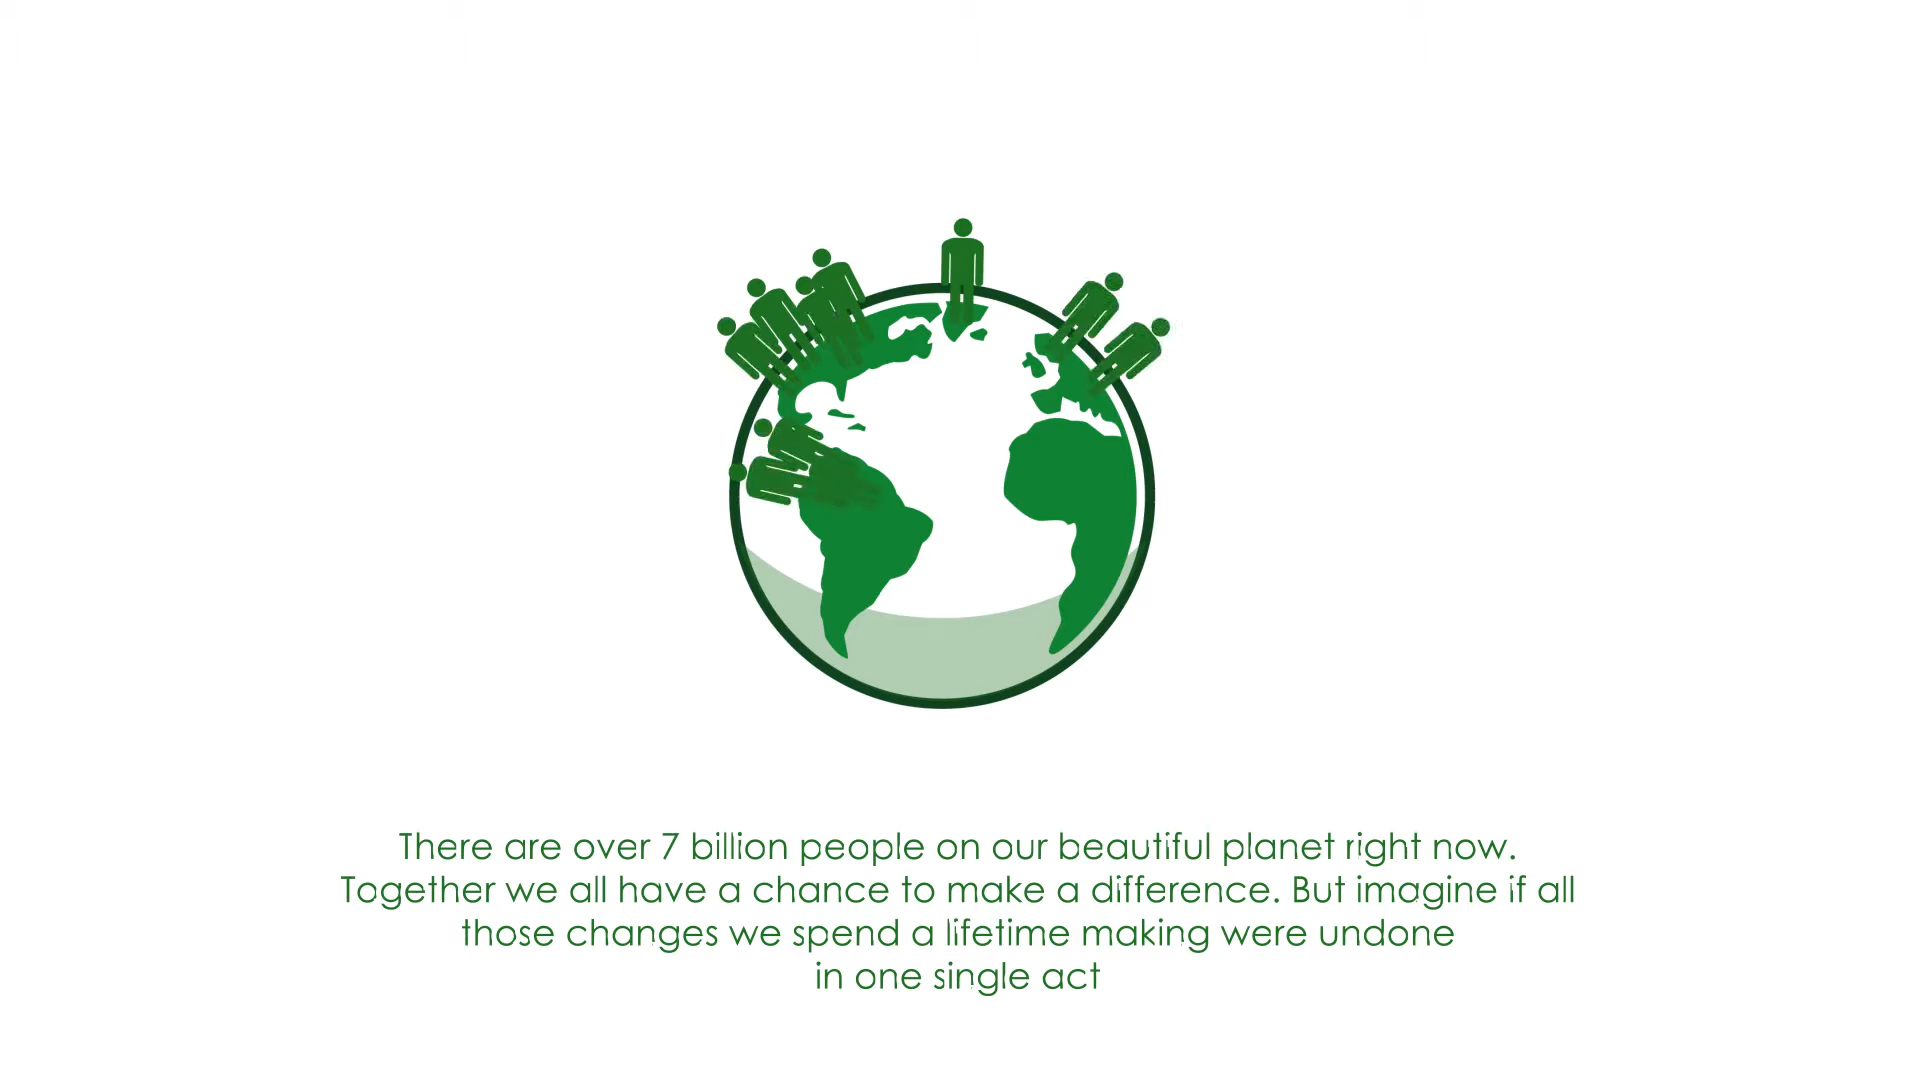 There are over 7 billion people on our beautiful planet right now.
Together we all have a chance to make a difference. But imagine if all
those changes we spend a lifetime making were undone
in one single act